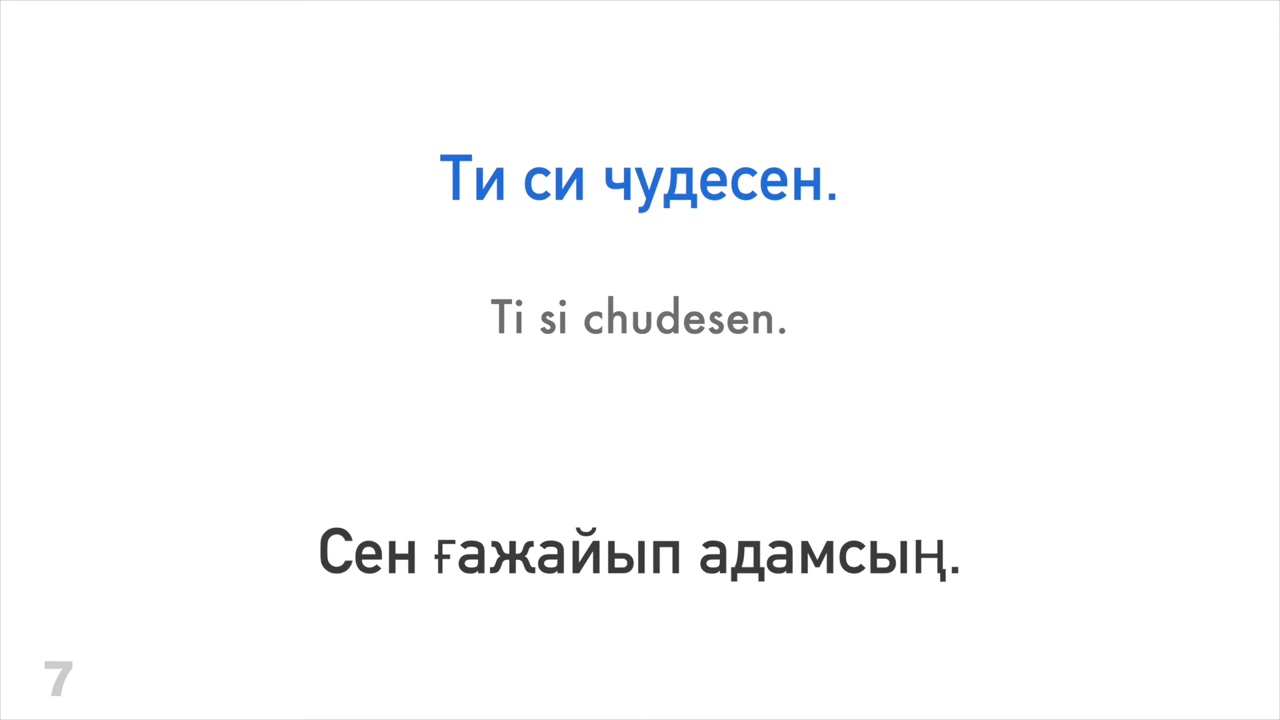 Ти си чудесен.
Ti si chudesen.
Сен ғажайып адамсың.
7